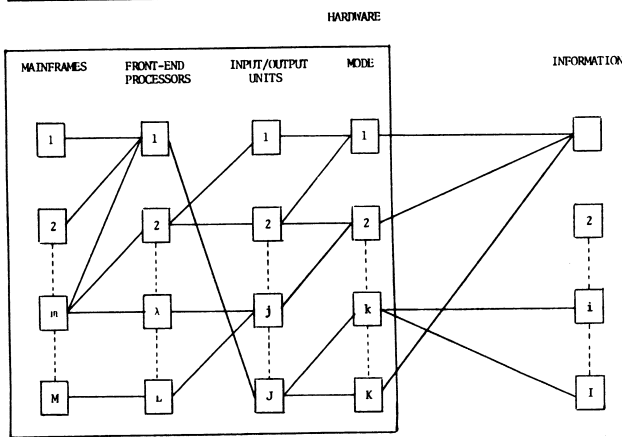 HARDWARE
MAINFRAMES FRONT-END PROCESSORS INPUT/OUTPUT UNITS MODE INFORMATION
1 1 1 1
2 2 2 2 2
m λ j k i
M L J K I